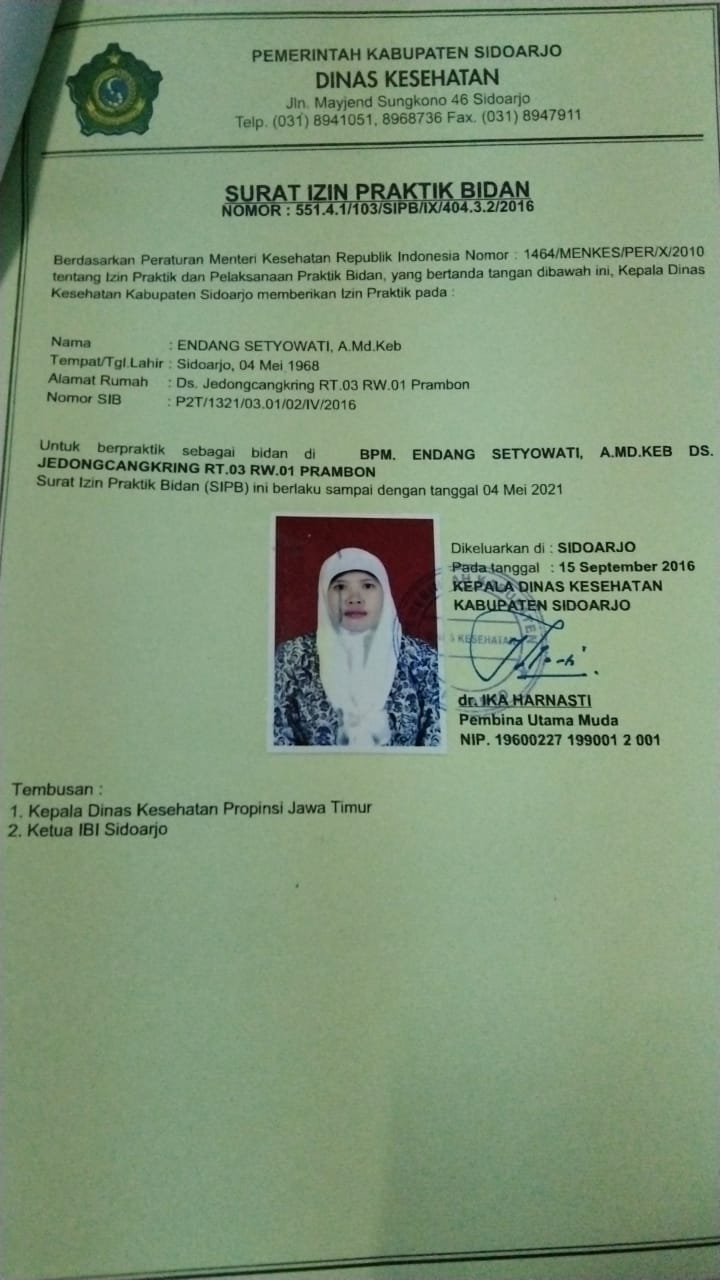 PEMERINTAH KABUPATEN SIDOARJO
DINAS KESEHATAN
Jln. Mayjend Sungkono 46 Sidoarjo
Telp. (031) 8941051, 8968736 Fax. (031) 8947911
SURAT IZIN PRAKTIK BIDAN
NOMOR : 551.4.1/103/SIPB/IX/404.3.2/2016
Berdasarkan Peraturan Menteri Kesehatan Republik Indonesia Nomor : 1464/MENKES/PER/X/2010
tentang Izin Praktik dan Pelaksanaan Praktik Bidan, yang bertanda tangan dibawah ini, Kepala Dinas
Kesehatan Kabupaten Sidoarjo memberikan Izin Praktik pada :
Nama : ENDANG SETYOWATI, A.Md.Keb
Tempat/Tgl.Lahir : Sidoarjo, 04 Mei 1968
Alamat Rumah : Ds. Jedongcangkring RT.03 RW.01 Prambon
Nomor SIB : P2T/1321/03.01/02/IV/2016
Untuk berpraktik sebagai bidan di BPM. ENDANG SETYOWATI, A.MD.KEB DS.
JEDONGCANGKRING RT.03 RW.01 PRAMBON
Surat Izin Praktik Bidan (SIPB) ini berlaku sampai dengan tanggal 04 Mei 2021
Dikeluarkan di : SIDOARJO
Pada tanggal : 15 September 2016
KEPALA DINAS KESEHATAN
KABUPATEN SIDOARJO
KESEHATAN
dr. IKA HARNASTI
Pembina Utama Muda
NIP. 19600227 199001 2 001
Tembusan :
1. Kepala Dinas Kesehatan Propinsi Jawa Timur
2. Ketua IBI Sidoarjo